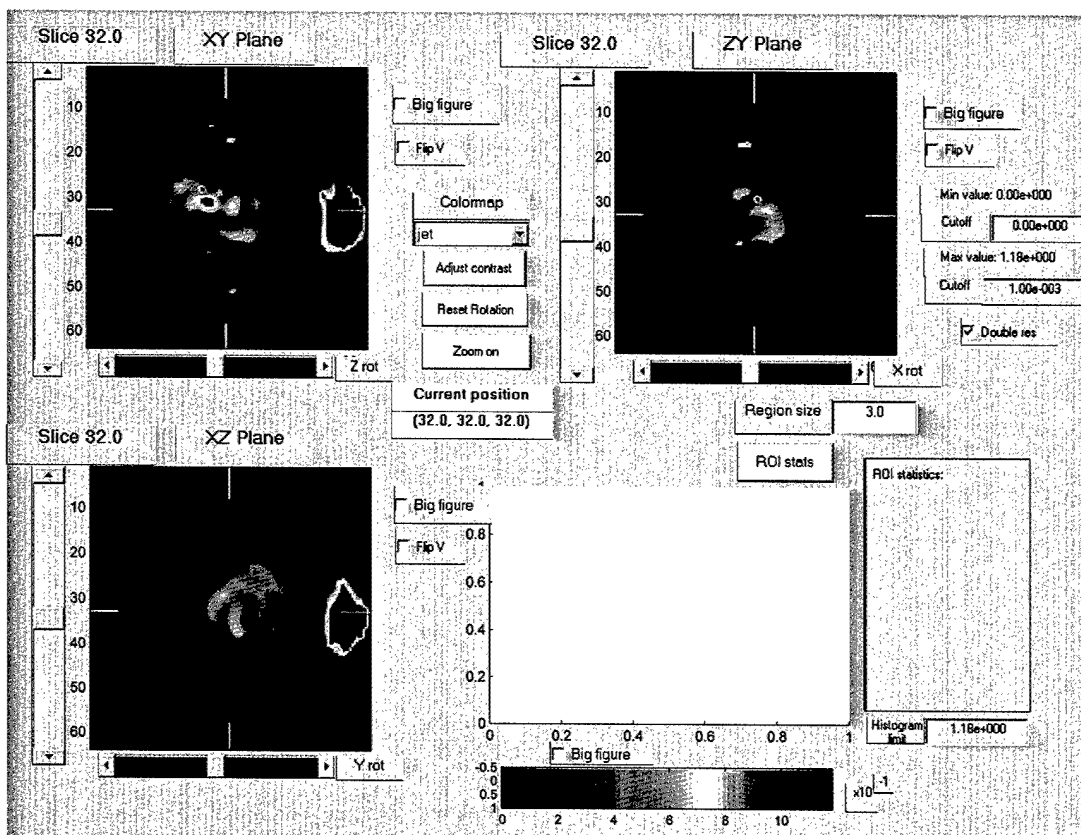 Slice 32.0
XY Plane
10
20
30
40
50
60
Big figure
Flip V
Colormap
jet
Adjust contrast
Reset Rotation
Zoom on
Z rot
Slice 32.0
ZY Plane
10
20
30
40
50
60
Big figure
Flip V
Min value: 0.00e+000
Cutoff 0.00e+000
Max value: 1.18e+000
Cutoff 1.00e-003
Double res
X rot
Current position
(32.0, 32.0, 32.0)
Region size 3.0
ROI stats
ROI statistics:
Slice 32.0
XZ Plane
10
20
30
40
50
60
Big figure
Flip V
Y rot
0.8
0.6
0.4
0.2
0
0 0.2 0.4 0.6 0.8 1
Histogram limit
1.18e+000
Big figure
-0.5
0
0.5
1
0 2 4 6 8 10
x10 -1